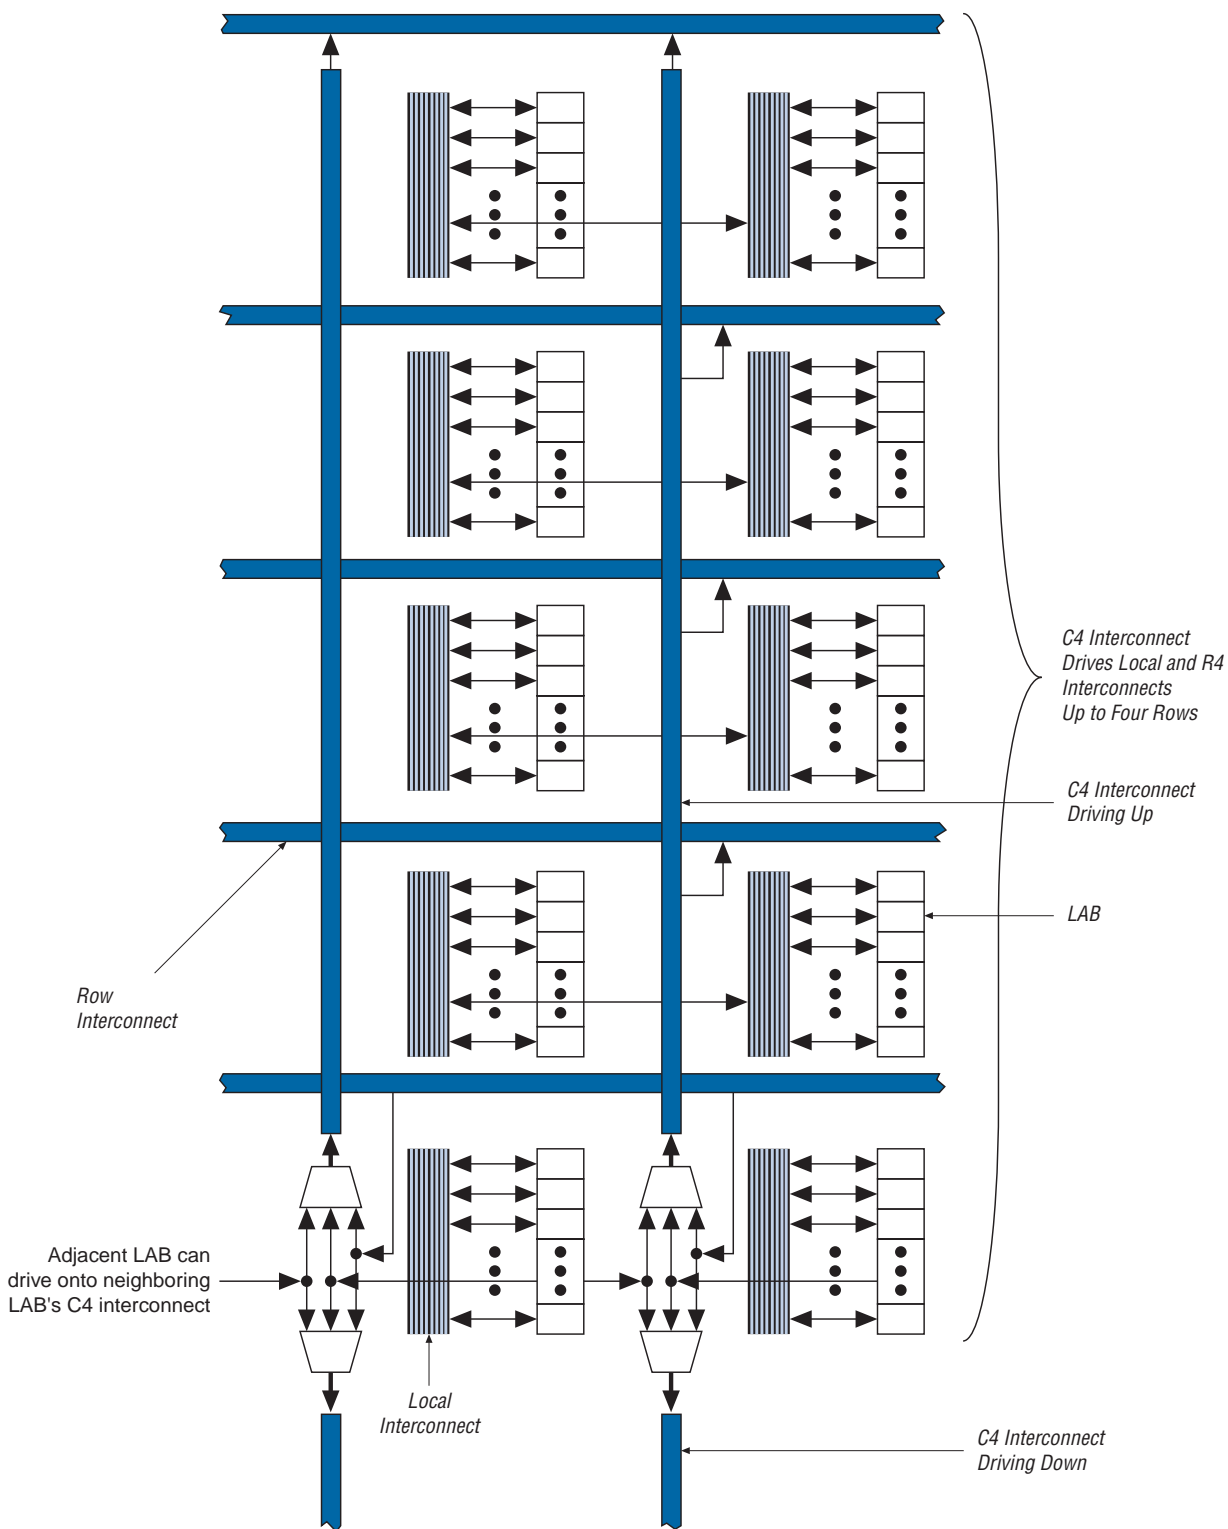 C4 Interconnect
Drives Local and R4
Interconnects
Up to Four Rows
C4 Interconnect
Driving Up
LAB
Row
Interconnect
Adjacent LAB can
drive onto neighboring
LAB's C4 interconnect
Local
Interconnect
C4 Interconnect
Driving Down